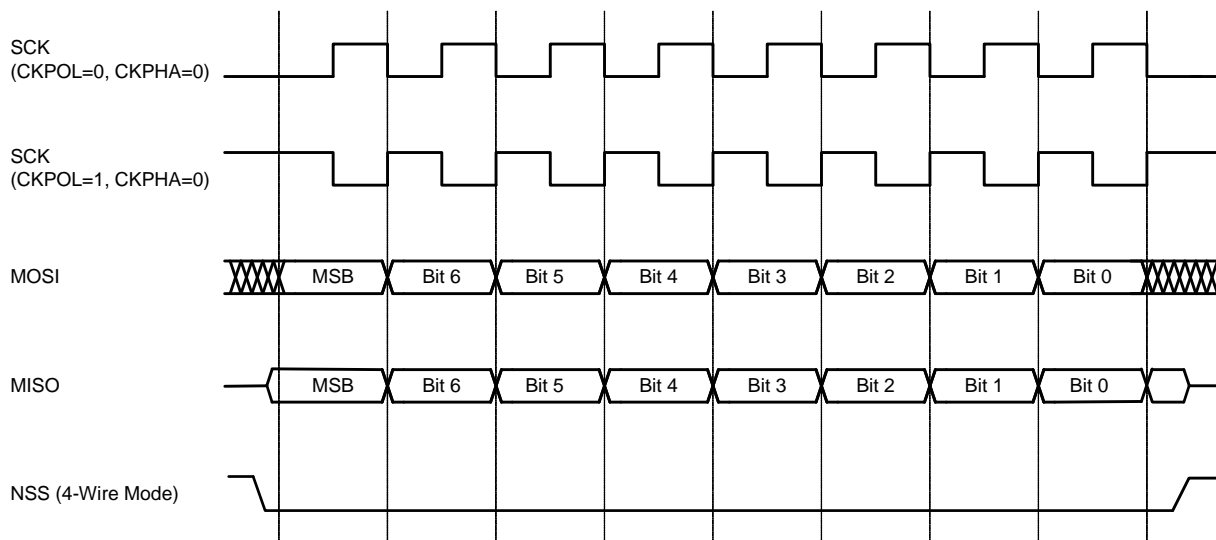 SCK
(CKPOL=0, CKPHA=0)
SCK
(CKPOL=1, CKPHA=0)
MOSI
MSB
Bit 6
Bit 5
Bit 4
Bit 3
Bit 2
Bit 1
Bit 0
MISO
MSB
Bit 6
Bit 5
Bit 4
Bit 3
Bit 2
Bit 1
Bit 0
NSS (4-Wire Mode)